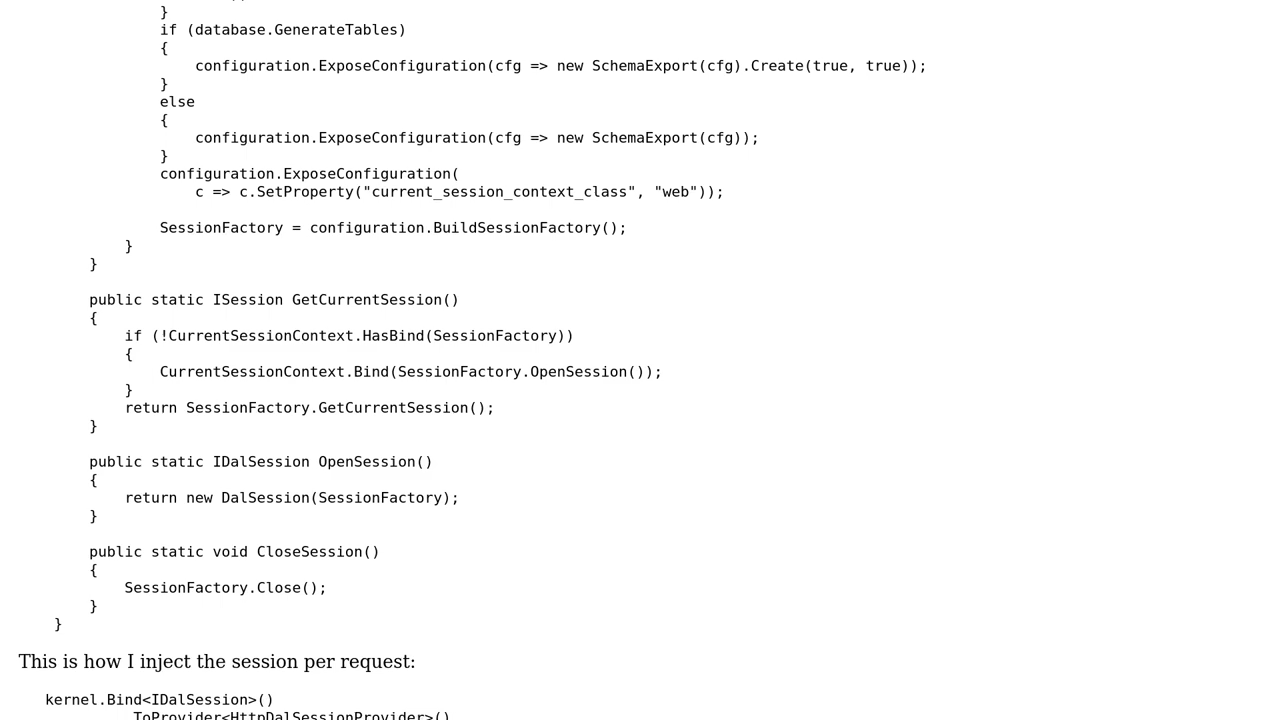 }
if (database.GenerateTables)
{
configuration.ExposeConfiguration(cfg => new SchemaExport(cfg).Create(true, true));
}
else
{
configuration.ExposeConfiguration(cfg => new SchemaExport(cfg));
}
configuration.ExposeConfiguration(
c => c.SetProperty("current_session_context_class", "web"));
SessionFactory = configuration.BuildSessionFactory();
}
}
public static ISession GetCurrentSession()
{
if (!CurrentSessionContext.HasBind(SessionFactory))
{
CurrentSessionContext.Bind(SessionFactory.OpenSession());
}
return SessionFactory.GetCurrentSession();
}
public static IDalSession OpenSession()
{
return new DalSession(SessionFactory);
}
public static void CloseSession()
{
SessionFactory.Close();
}
}
This is how I inject the session per request:
kernel.Bind<IDalSession>()
.ToProvider<HttpDalSessionProvider>()